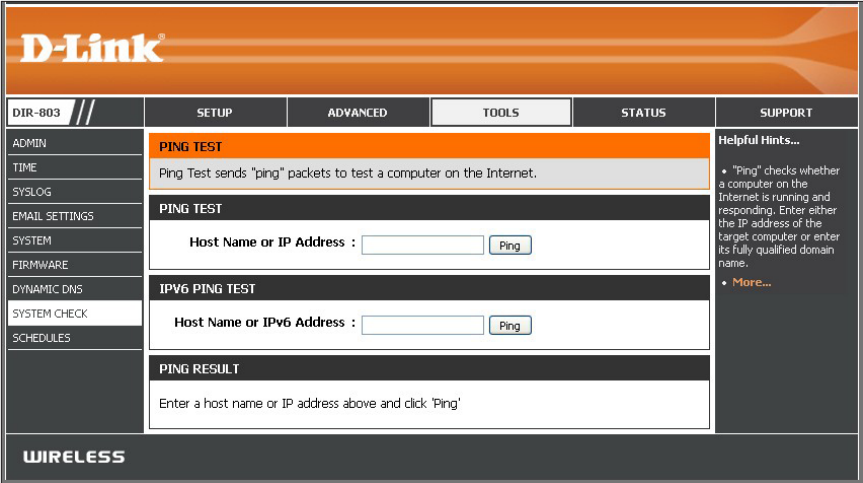 D-Link®
DIR-803
SETUP
ADVANCED
TOOLS
STATUS
SUPPORT
ADMIN
TIME
SYSLOG
EMAIL SETTINGS
SYSTEM
FIRMWARE
DYNAMIC DNS
SYSTEM CHECK
SCHEDULES
PING TEST
Ping Test sends "ping" packets to test a computer on the Internet.
PING TEST
Host Name or IP Address :
Ping
IPV6 PING TEST
Host Name or IPv6 Address :
Ping
PING RESULT
Enter a host name or IP address above and click 'Ping'
Helpful Hints...
• "Ping" checks whether
a computer on the
Internet is running and
responding. Enter either
the IP address of the
target computer or enter
its fully qualified domain
name.
• More...
WIRELESS